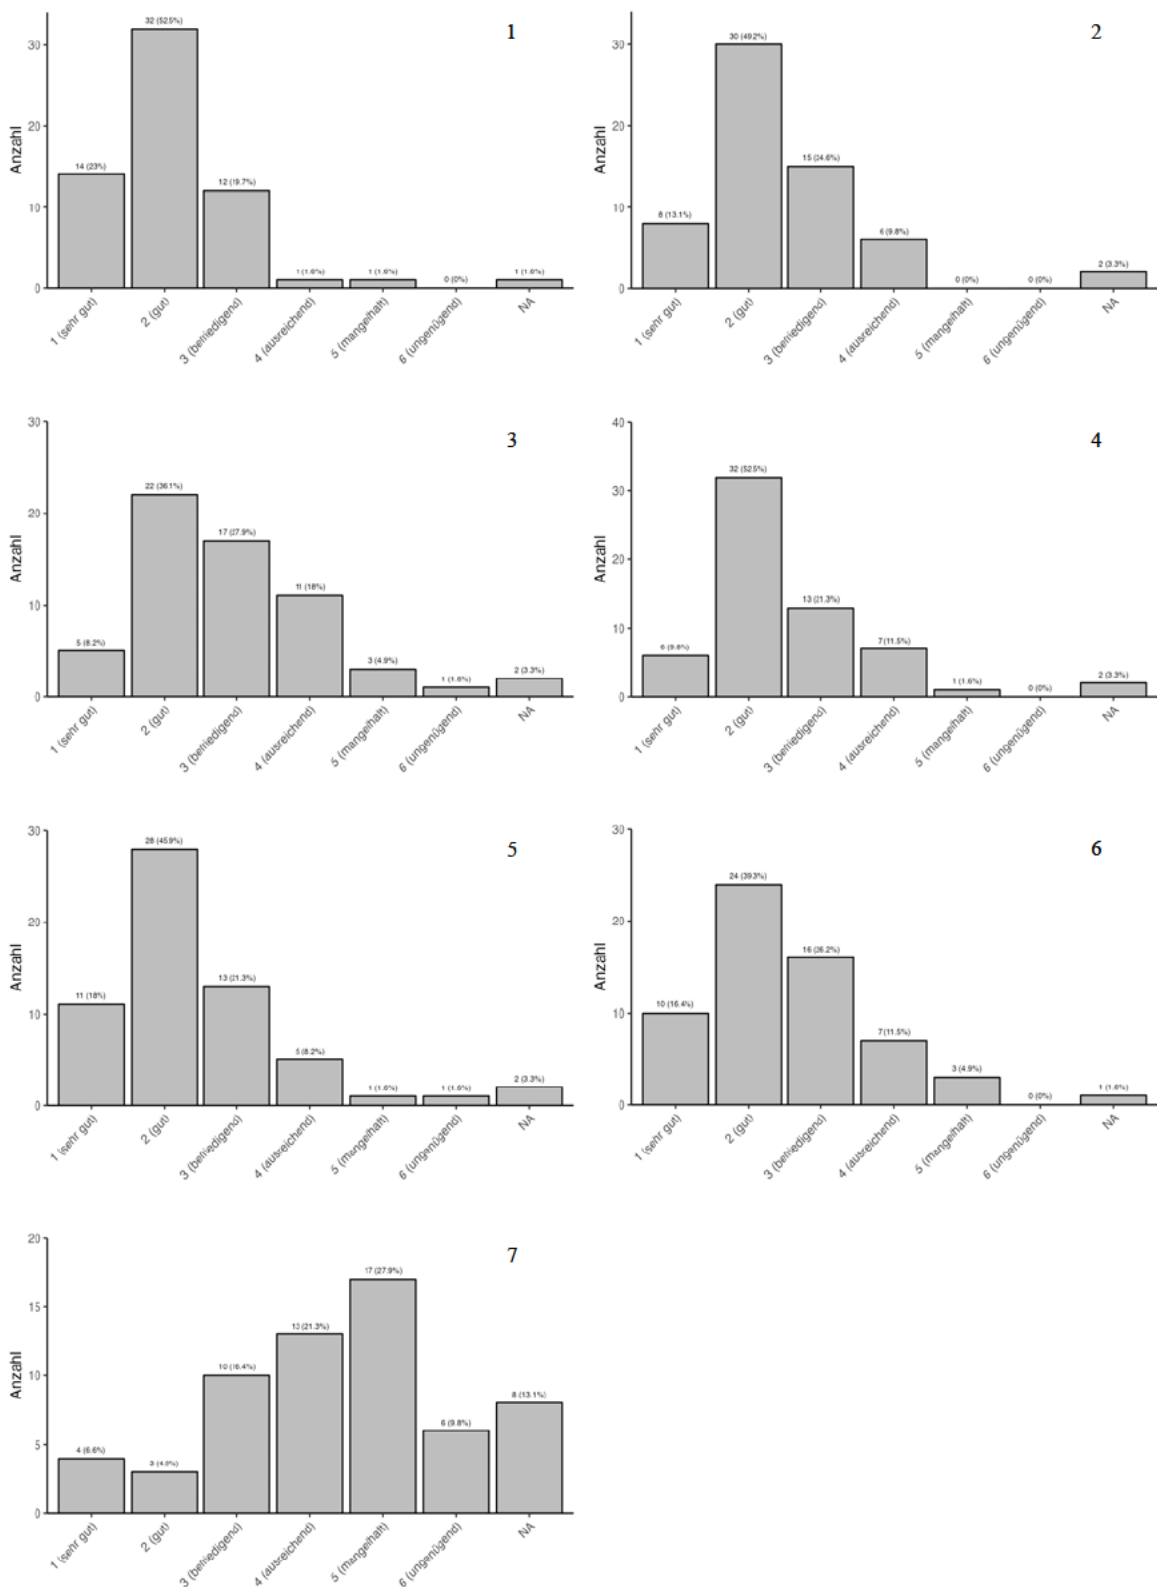 1
Anzahl
30
20
10
0
14 (23%)
32 (52.5%)
12 (19.7%)
1 (1.6%)
1 (1.6%)
0 (0%)
1 (1.6%)
1 (sehr gut)
2 (gut)
3 (befriedigend)
4 (ausreichend)
5 (mangelhaft)
6 (ungenügend)
NA
2
Anzahl
30
20
10
0
8 (13.1%)
30 (49.2%)
15 (24.6%)
6 (9.8%)
0 (0%)
0 (0%)
2 (3.3%)
1 (sehr gut)
2 (gut)
3 (befriedigend)
4 (ausreichend)
5 (mangelhaft)
6 (ungenügend)
NA
3
Anzahl
30
20
10
0
5 (8.2%)
22 (36.1%)
17 (27.9%)
11 (18%)
3 (4.9%)
1 (1.6%)
2 (3.3%)
1 (sehr gut)
2 (gut)
3 (befriedigend)
4 (ausreichend)
5 (mangelhaft)
6 (ungenügend)
NA
4
Anzahl
40
30
20
10
0
6 (9.8%)
32 (52.5%)
13 (21.3%)
7 (11.5%)
1 (1.6%)
0 (0%)
2 (3.3%)
1 (sehr gut)
2 (gut)
3 (befriedigend)
4 (ausreichend)
5 (mangelhaft)
6 (ungenügend)
NA
5
Anzahl
30
20
10
0
11 (18%)
28 (45.9%)
13 (21.3%)
5 (8.2%)
1 (1.6%)
1 (1.6%)
2 (3.3%)
1 (sehr gut)
2 (gut)
3 (befriedigend)
4 (ausreichend)
5 (mangelhaft)
6 (ungenügend)
NA
6
Anzahl
30
20
10
0
10 (16.4%)
24 (39.3%)
16 (26.2%)
7 (11.5%)
3 (4.9%)
0 (0%)
1 (1.6%)
1 (sehr gut)
2 (gut)
3 (befriedigend)
4 (ausreichend)
5 (mangelhaft)
6 (ungenügend)
NA
7
Anzahl
20
15
10
5
0
4 (6.6%)
3 (4.9%)
10 (16.4%)
13 (21.3%)
17 (27.9%)
6 (9.8%)
8 (13.1%)
1 (sehr gut)
2 (gut)
3 (befriedigend)
4 (ausreichend)
5 (mangelhaft)
6 (ungenügend)
NA